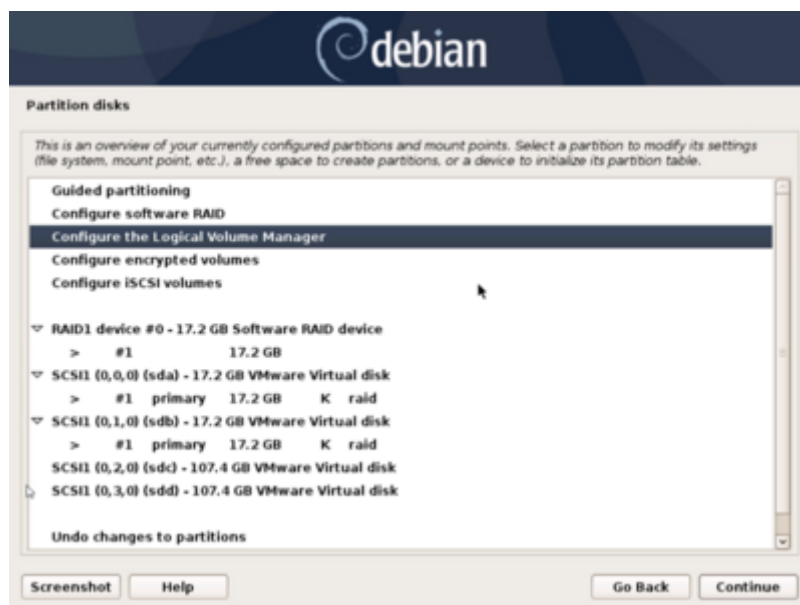 debian
Partition disks
This is an overview of your currently configured partitions and mount points. Select a partition to modify its settings
(file system, mount point, etc.), a free space to create partitions, or a device to initialize its partition table.
Guided partitioning
Configure software RAID
Configure the Logical Volume Manager
Configure encrypted volumes
Configure iSCSI volumes
RAID1 device #0 - 17.2 GB Software RAID device
> #1 17.2 GB
SCSI1 (0,0,0) (sda) - 17.2 GB VMware Virtual disk
> #1 primary 17.2 GB K raid
SCSI1 (0,1,0) (sdb) - 17.2 GB VMware Virtual disk
> #1 primary 17.2 GB K raid
SCSI1 (0,2,0) (sdc) - 107.4 GB VMware Virtual disk
SCSI1 (0,3,0) (sdd) - 107.4 GB VMware Virtual disk
Undo changes to partitions
Screenshot Help Go Back Continue